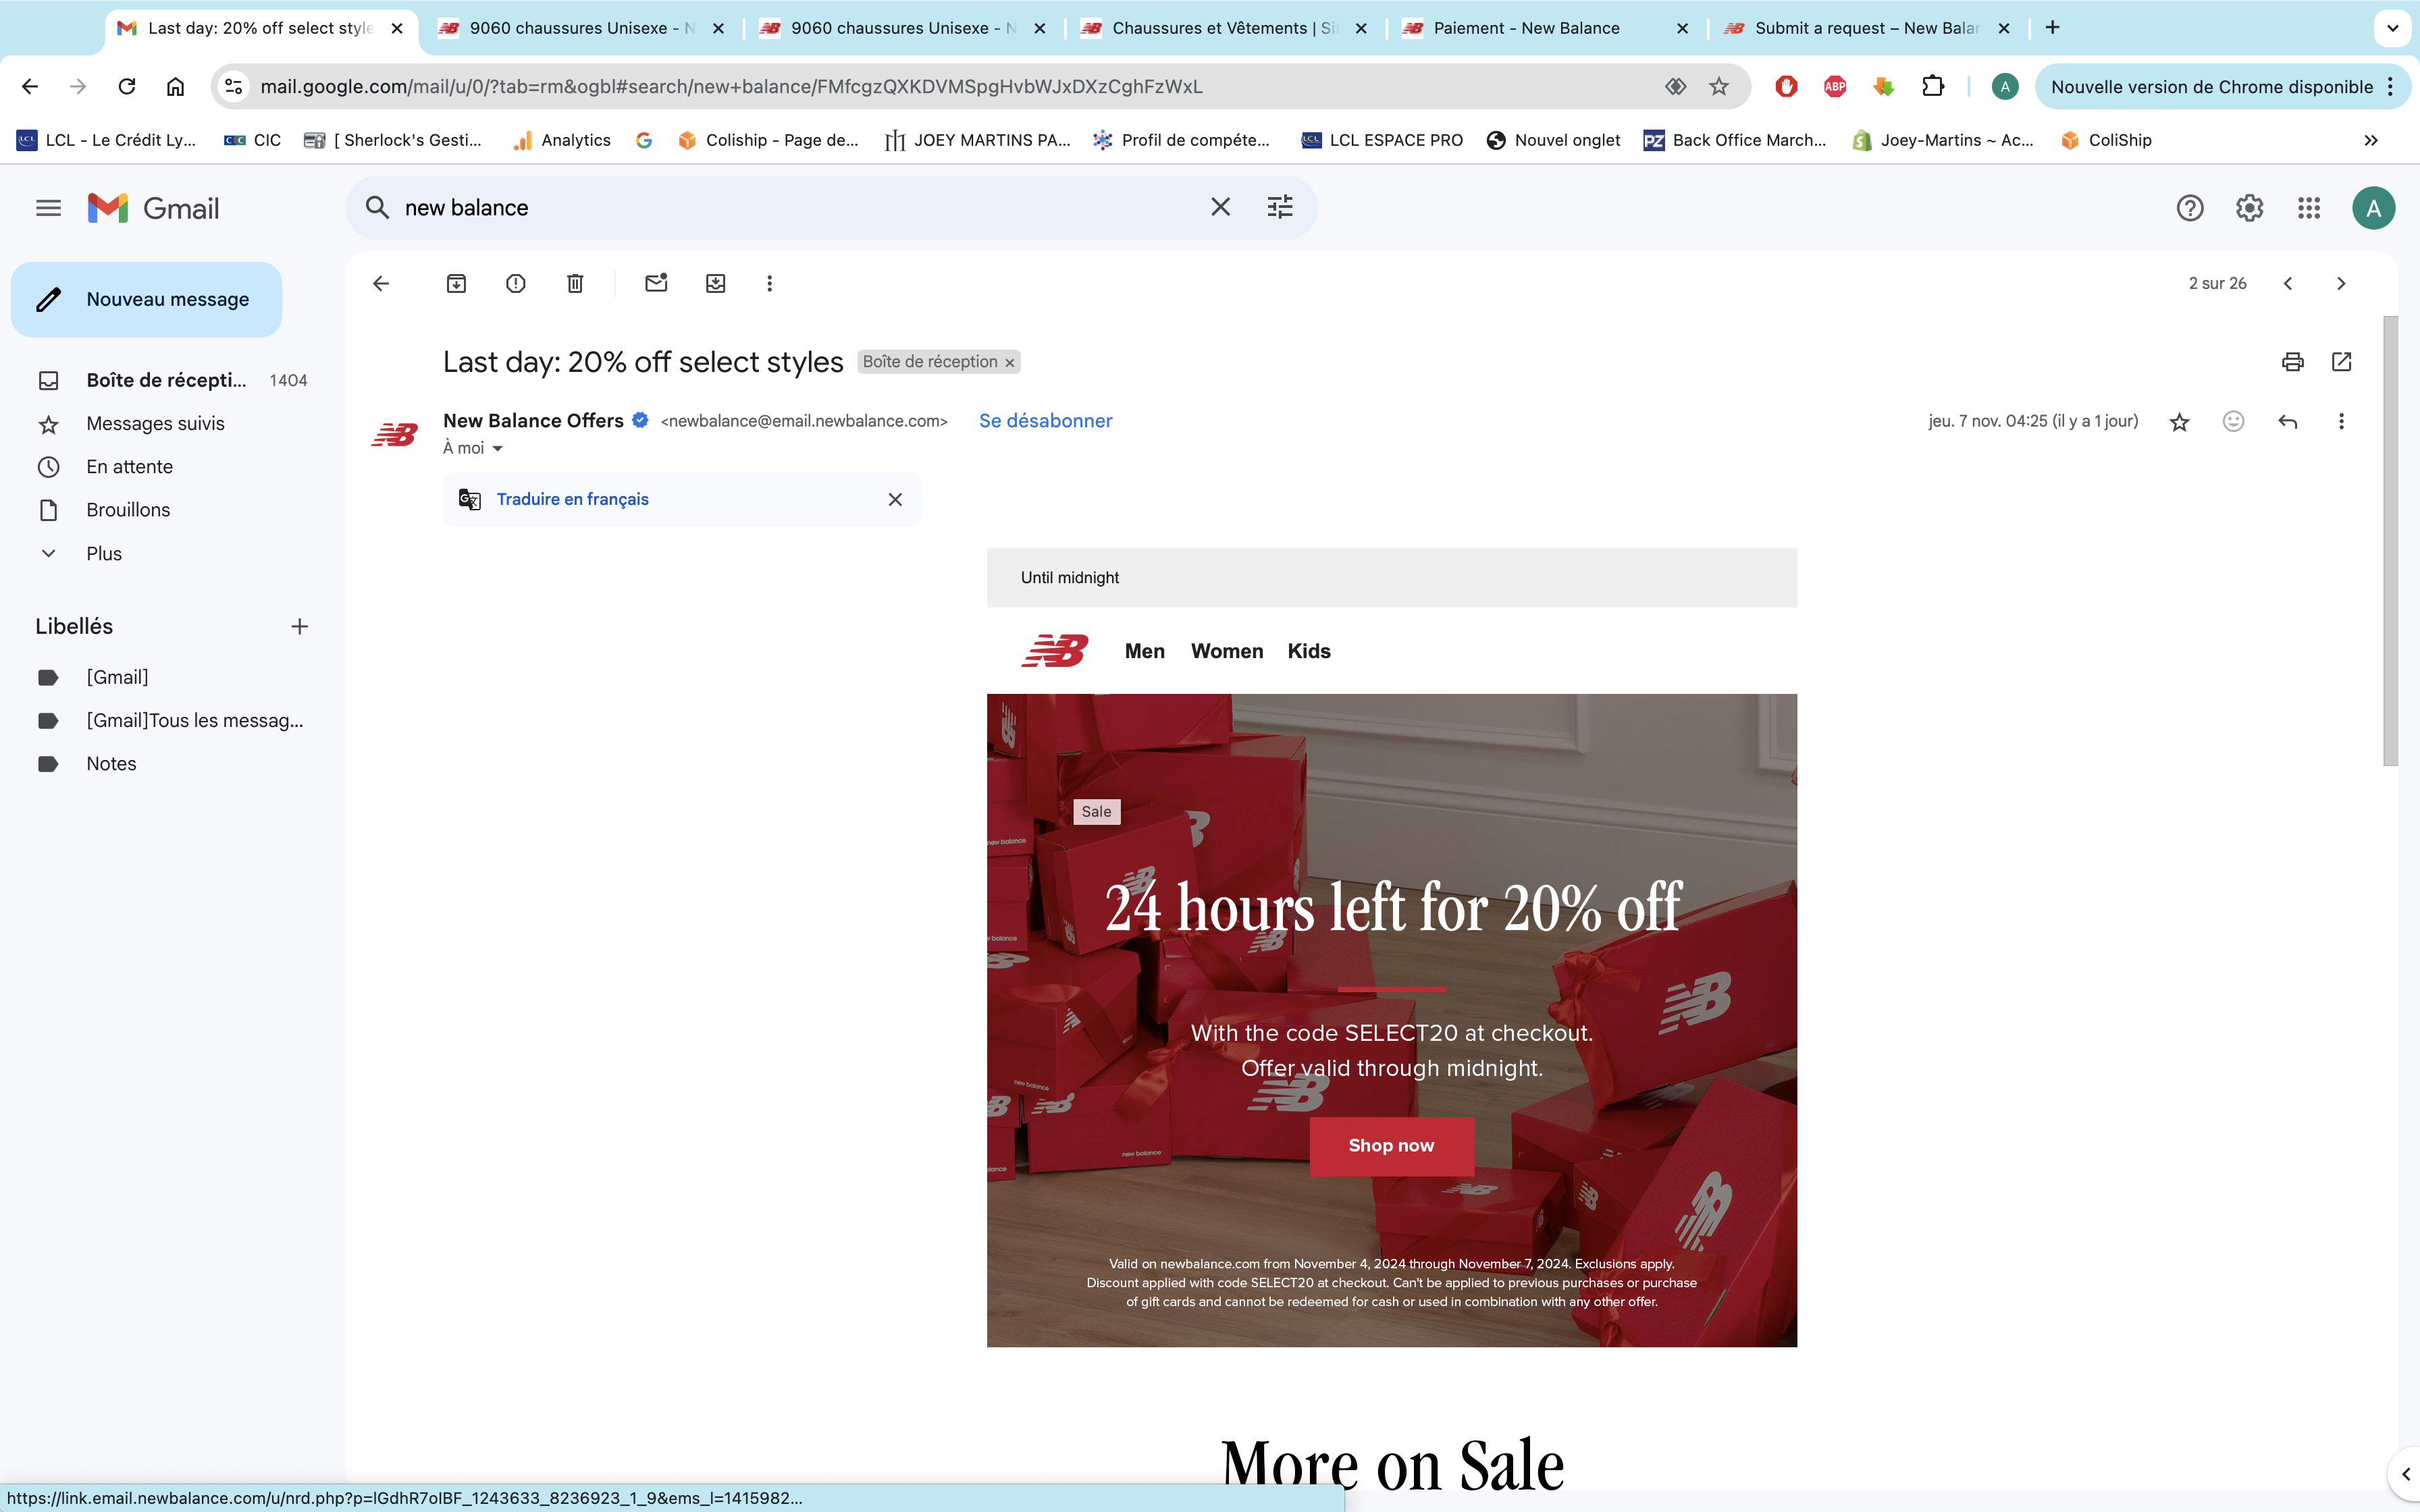 Last day: 20% off select style
9060 chaussures Unisexe - N
9060 chaussures Unisexe - N
Chaussures et Vêtements | Sit
Paiement - New Balance
Submit a request – New Balan
mail.google.com/mail/u/0/?tab=rm&ogbl#search/new+balance/FMfcgzQXKDVMSpgHvbWJxDXzCghFzWxL
ABP
A
Nouvelle version de Chrome disponible
LCL - Le Crédit Ly...
CIC
[ Sherlock's Gesti...
Analytics
Coliship - Page de...
JOEY MARTINS PA...
Profil de compéte...
LCL ESPACE PRO
Nouvel onglet
PZ
Back Office March...
Joey-Martins ~ Ac...
ColiShip
Gmail
new balance
A
Nouveau message
2 sur 26
Boîte de récepti... 1404
Messages suivis
En attente
Brouillons
Plus
Libellés
[Gmail]
[Gmail]Tous les messag...
Notes
Last day: 20% off select styles
Boîte de réception
New Balance Offers <newbalance@email.newbalance.com> Se désabonner
jeu. 7 nov. 04:25 (il y a 1 jour)
À moi
Traduire en français
Until midnight
Men Women Kids
Sale
24 hours left for 20% off
With the code SELECT20 at checkout.
Offer valid through midnight.
Shop now
Valid on newbalance.com from November 4, 2024 through November 7, 2024. Exclusions apply.
Discount applied with code SELECT20 at checkout. Can't be applied to previous purchases or purchase
of gift cards and cannot be redeemed for cash or used in combination with any other offer.
More on Sale
https://link.email.newbalance.com/u/nrd.php?p=IGdhR7oIBF_1243633_8236923_1_9&ems_l=1415982...